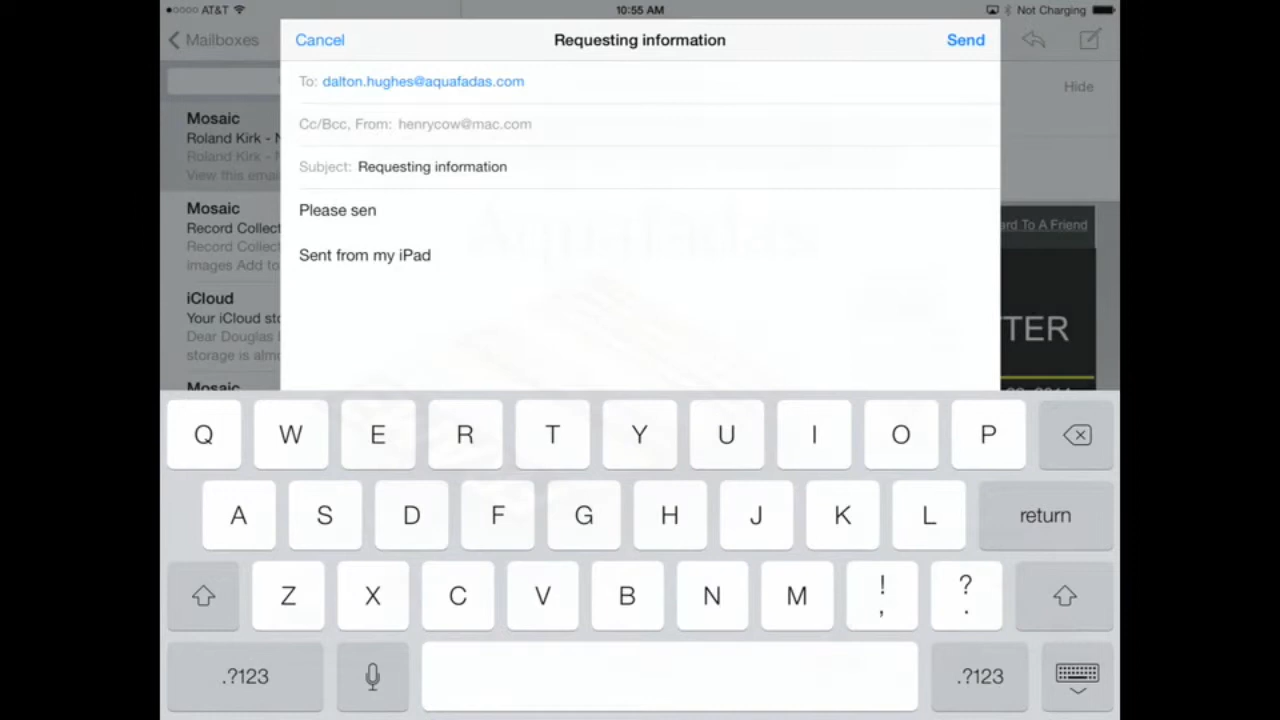 AT&T 10:55 AM Not Charging
Mailboxes
Cancel Requesting information Send
To: dalton.hughes@aquafadas.com
Hide
Cc/Bcc, From: henrycow@mac.com
Subject: Requesting information
Please sen
Sent from my iPad
Mosaic
Roland Kirk -
Roland Kirk -
View this emai
Mosaic
Record Collect
Record Collect
images Add to
iCloud
Your iCloud sto
Dear Douglas
storage is alm
Mosaic
rd To A Friend
TTER
Q W E R T Y U I O P
A S D F G H J K L return
Z X C V B N M ! , ? .
.?123 .?123